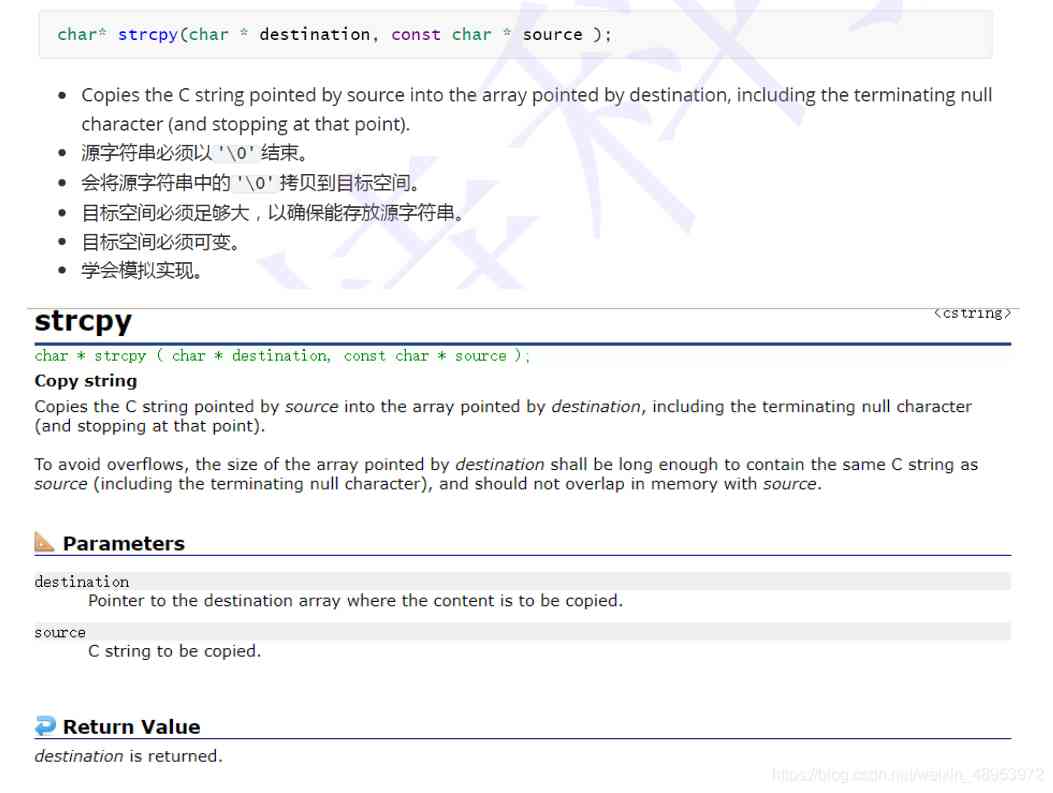 char* strcpy(char * destination, const char * source );
Copies the C string pointed by source into the array pointed by destination, including the terminating null
character (and stopping at that point).
源字符串必须以 '\0' 结束。
会将源字符串中的 '\0' 拷贝到目标空间。
目标空间必须足够大，以确保能存放源字符串。
目标空间必须可变。
学会模拟实现。
strcpy
<cstring>
char * strcpy ( char * destination, const char * source );
Copy string
Copies the C string pointed by source into the array pointed by destination, including the terminating null character
(and stopping at that point).
To avoid overflows, the size of the array pointed by destination shall be long enough to contain the same C string as
source (including the terminating null character), and should not overlap in memory with source.
Parameters
destination
Pointer to the destination array where the content is to be copied.
source
C string to be copied.
Return Value
destination is returned.
https://blog.csdn.net/weixin_48953972